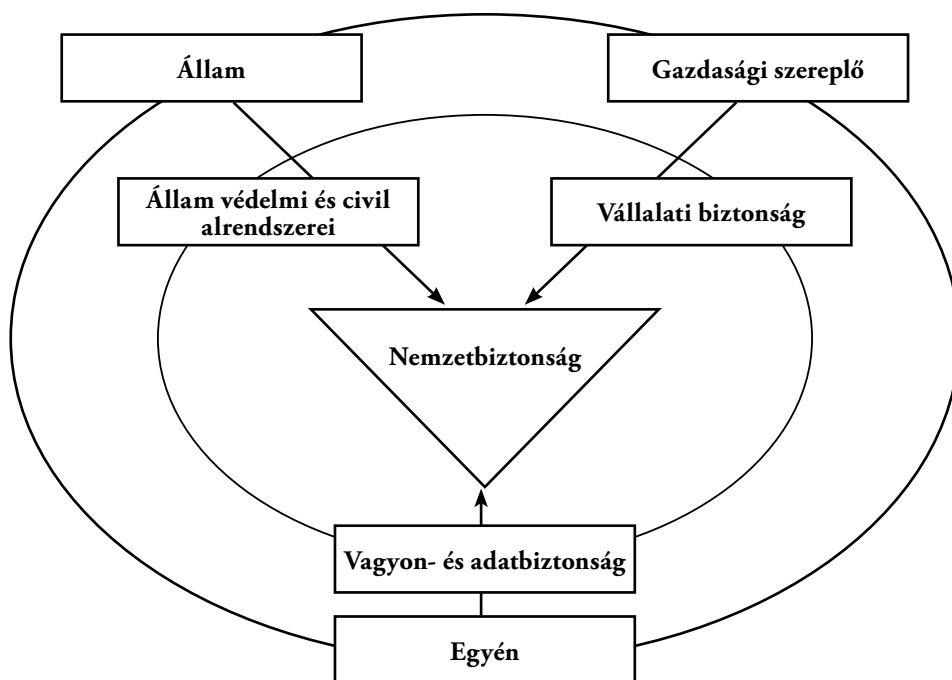 Állam
Gazdasági szereplő
Állam védelmi és civil
alrendszerei
Vállalati biztonság
Nemzetbiztonság
Vagyon- és adatbiztonság
Egyén